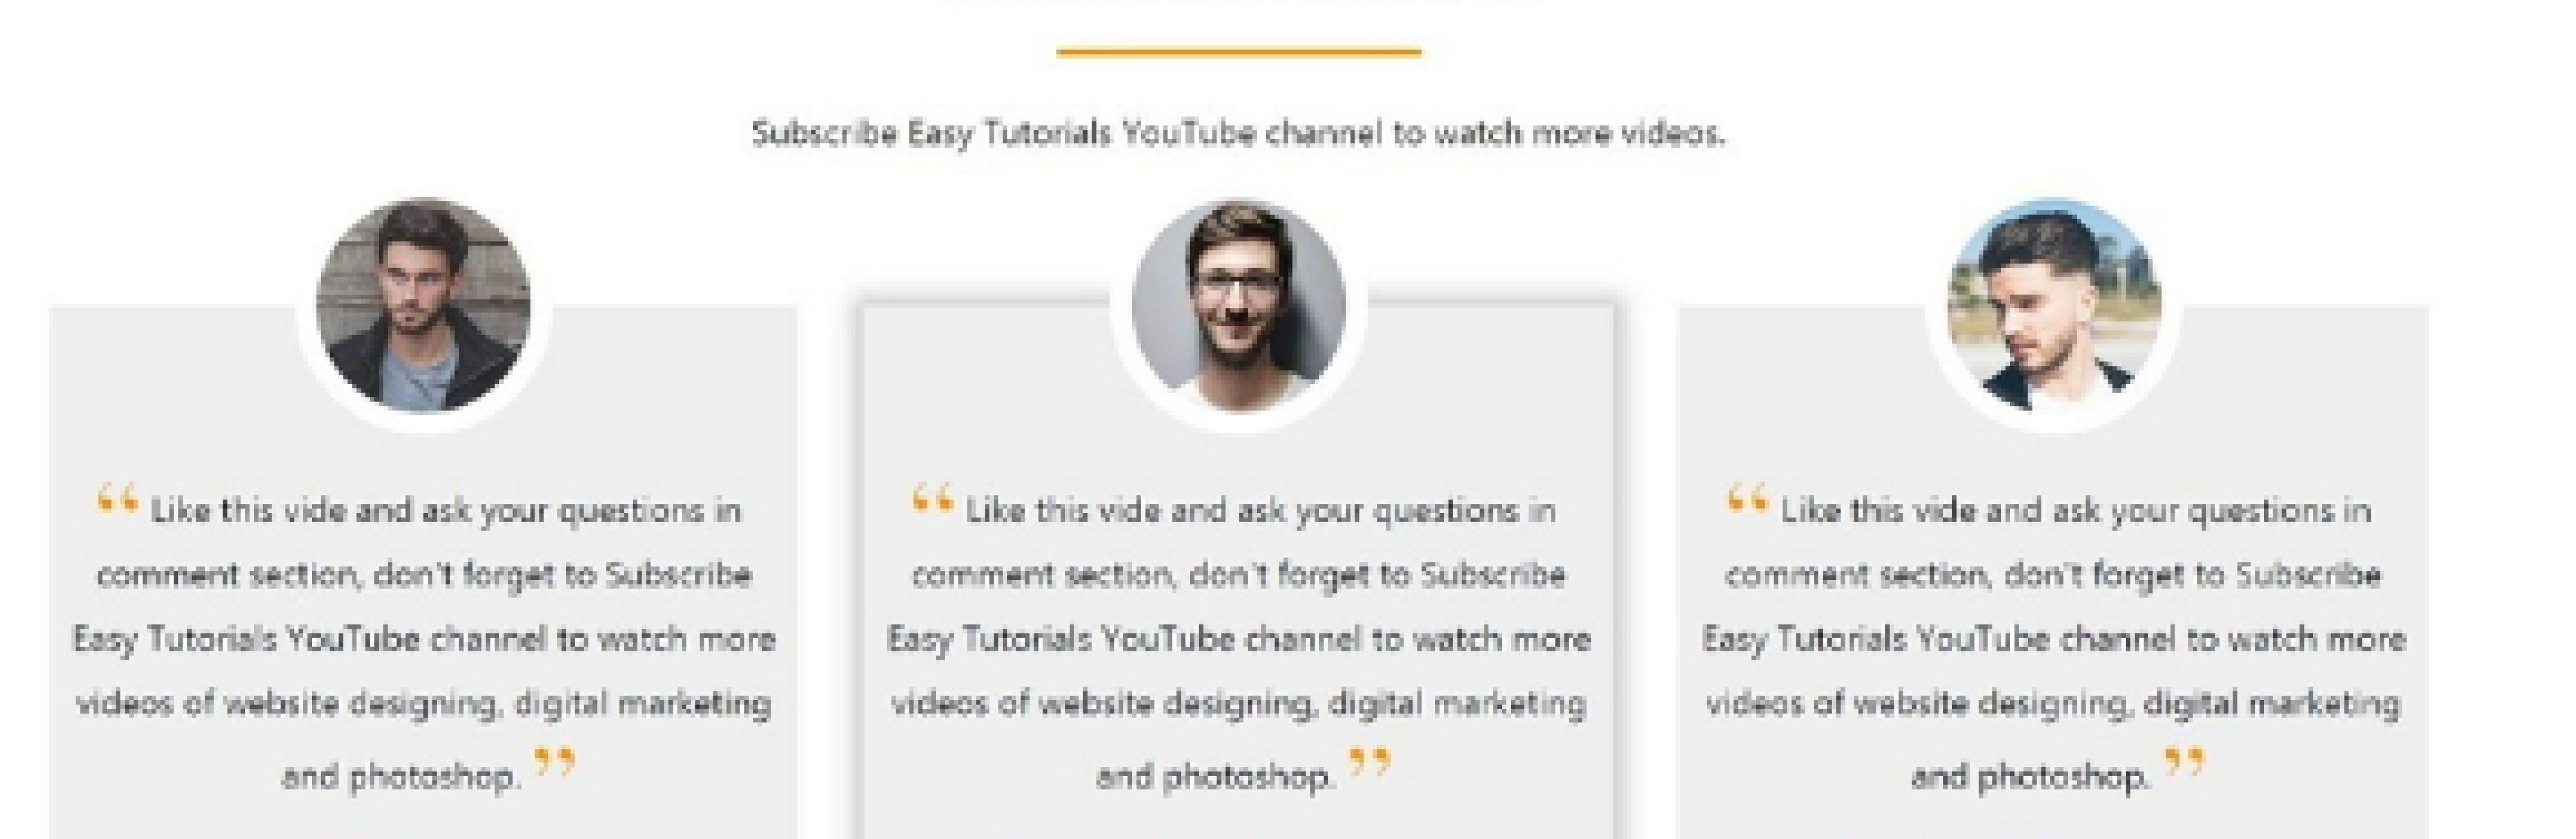 Subscribe Easy Tutorials YouTube channel to watch more videos.
“ Like this vide and ask your questions in
comment section, don't forget to Subscribe
Easy Tutorials YouTube channel to watch more
videos of website designing, digital marketing
and photoshop. ”
“ Like this vide and ask your questions in
comment section, don't forget to Subscribe
Easy Tutorials YouTube channel to watch more
videos of website designing, digital marketing
and photoshop. ”
“ Like this vide and ask your questions in
comment section, don't forget to Subscribe
Easy Tutorials YouTube channel to watch more
videos of website designing, digital marketing
and photoshop. ”